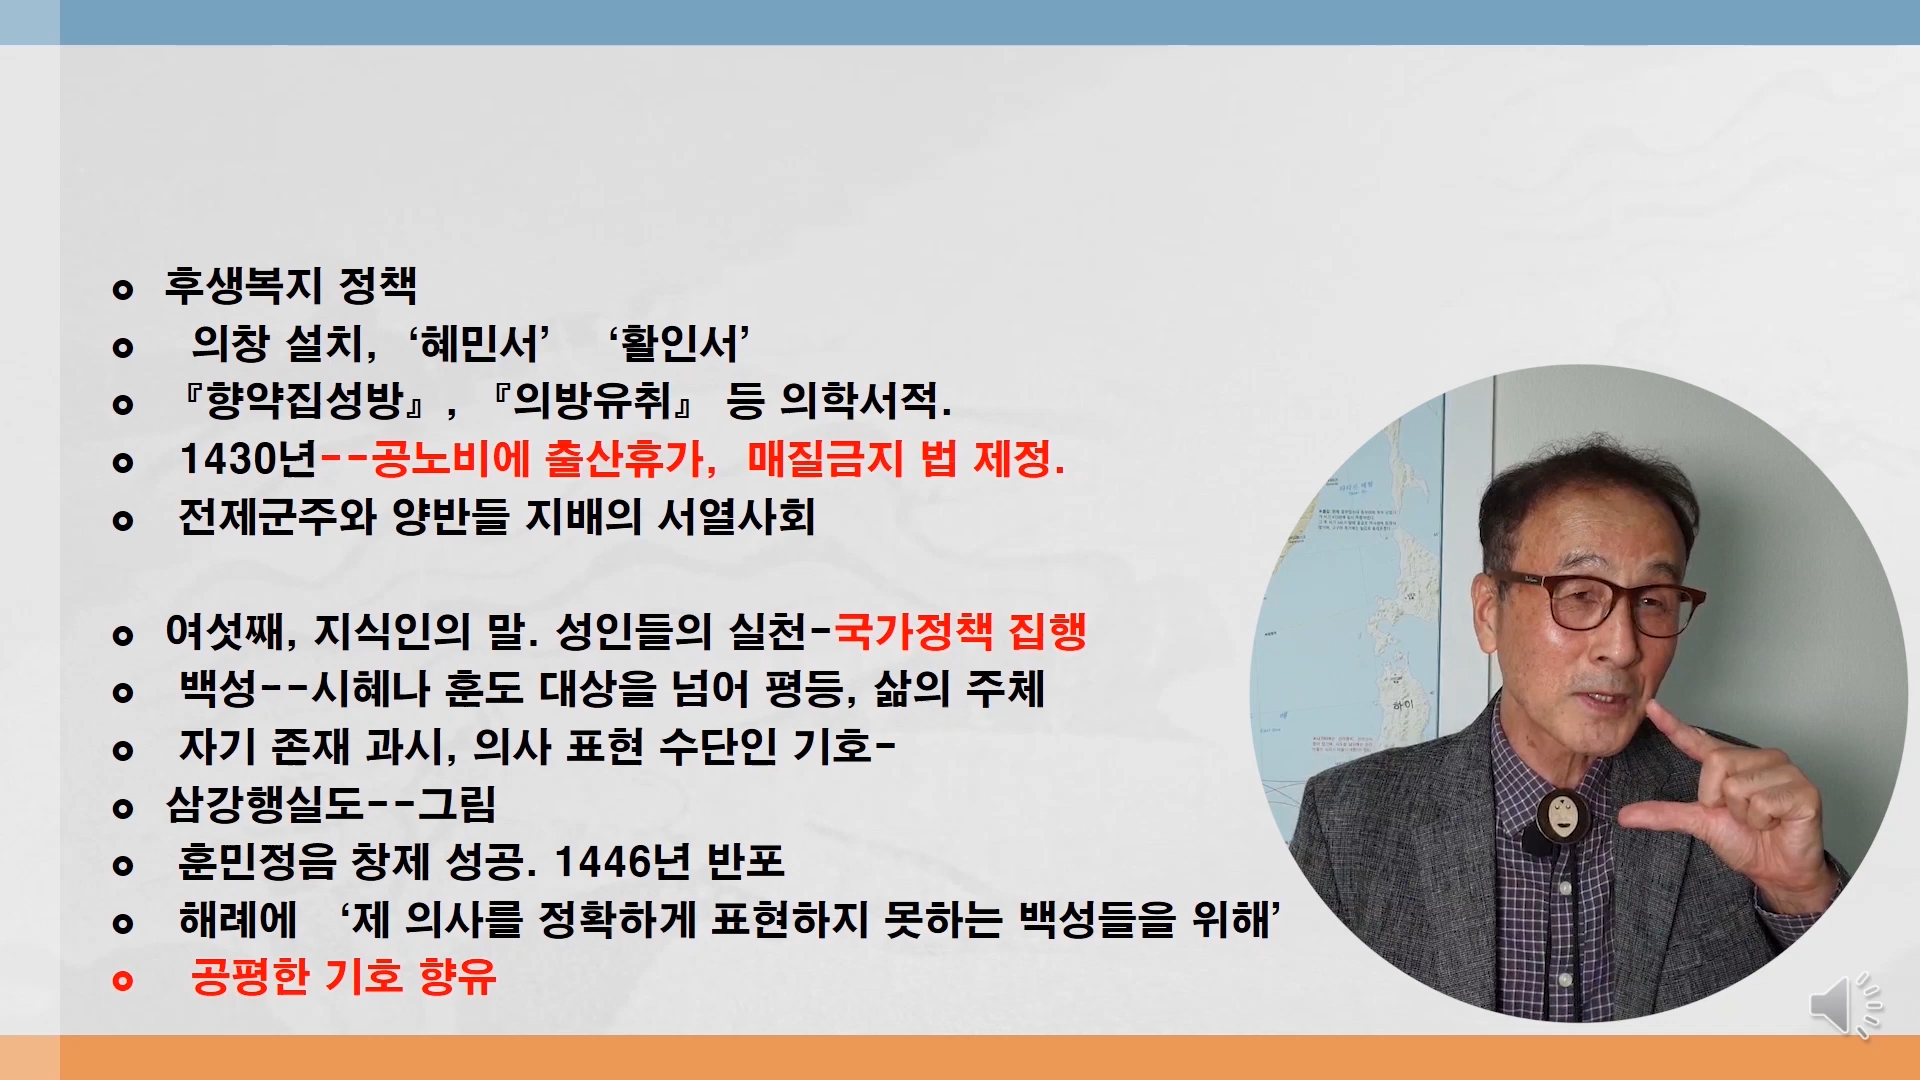 후생복지 정책
의창 설치, ‘혜민서’ ‘활인서’
『향약집성방』, 『의방유취』 등 의학서적.
1430년--공노비에 출산휴가, 매질금지 법 제정.
전제군주와 양반들 지배의 서열사회
여섯째, 지식인의 말. 성인들의 실천-국가정책 집행
백성--시혜나 훈도 대상을 넘어 평등, 삶의 주체
자기 존재 과시, 의사 표현 수단인 기호-
삼강행실도--그림
훈민정음 창제 성공. 1446년 반포
해례에 ‘제 의사를 정확하게 표현하지 못하는 백성들을 위해’
공평한 기호 향유